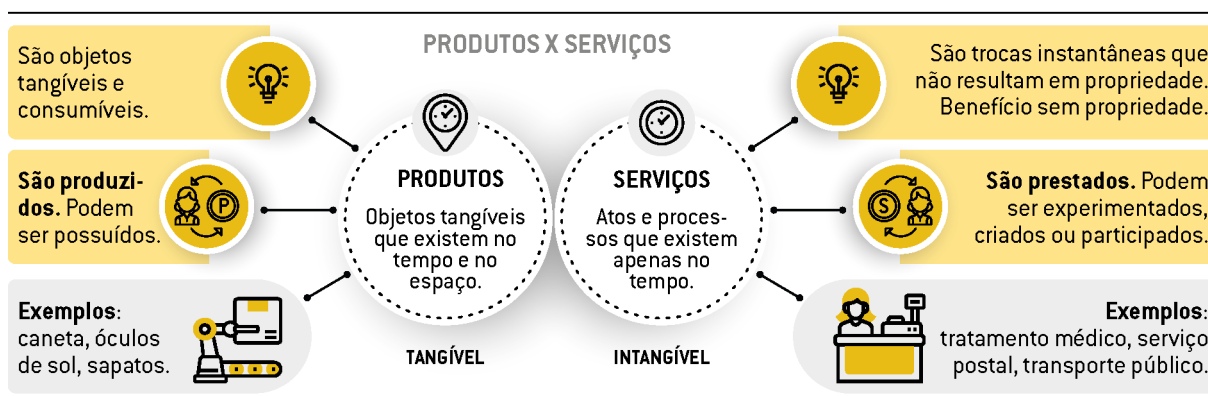 PRODUTOS X SERVIÇOS
São objetos
tangíveis e
consumíveis.
São produzi-
dos. Podem
ser possuídos.
P
Exemplos:
caneta, óculos
de sol, sapatos.
PRODUTOS
Objetos tangíveis
que existem no
tempo e no
espaço.
TANGÍVEL
SERVIÇOS
Atos e proces-
sos que existem
apenas no
tempo.
INTANGÍVEL
São trocas instantâneas que
não resultam em propriedade.
Benefício sem propriedade.
S
São prestados. Podem
ser experimentados,
criados ou participados.
Exemplos:
tratamento médico, serviço
postal, transporte público.